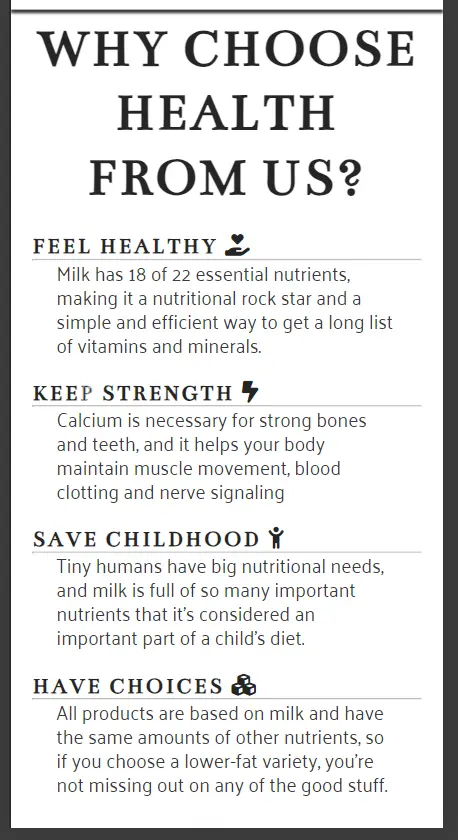 WHY CHOOSE
HEALTH
FROM US?
FEEL HEALTHY
Milk has 18 of 22 essential nutrients,
making it a nutritional rock star and a
simple and efficient way to get a long list
of vitamins and minerals.
KEEP STRENGTH
Calcium is necessary for strong bones
and teeth, and it helps your body
maintain muscle movement, blood
clotting and nerve signaling
SAVE CHILDHOOD
Tiny humans have big nutritional needs,
and milk is full of so many important
nutrients that it's considered an
important part of a child's diet.
HAVE CHOICES
All products are based on milk and have
the same amounts of other nutrients, so
if you choose a lower-fat variety, you're
not missing out on any of the good stuff.